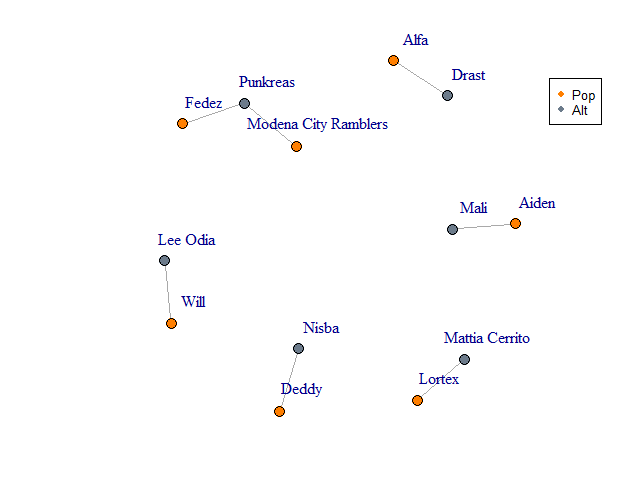 Alfa
Drast
Punkreas
Fedez
Modena City Ramblers
Pop
Alt
Mali
Aiden
Lee Odia
Will
Nisba
Deddy
Mattia Cerrito
Lortex